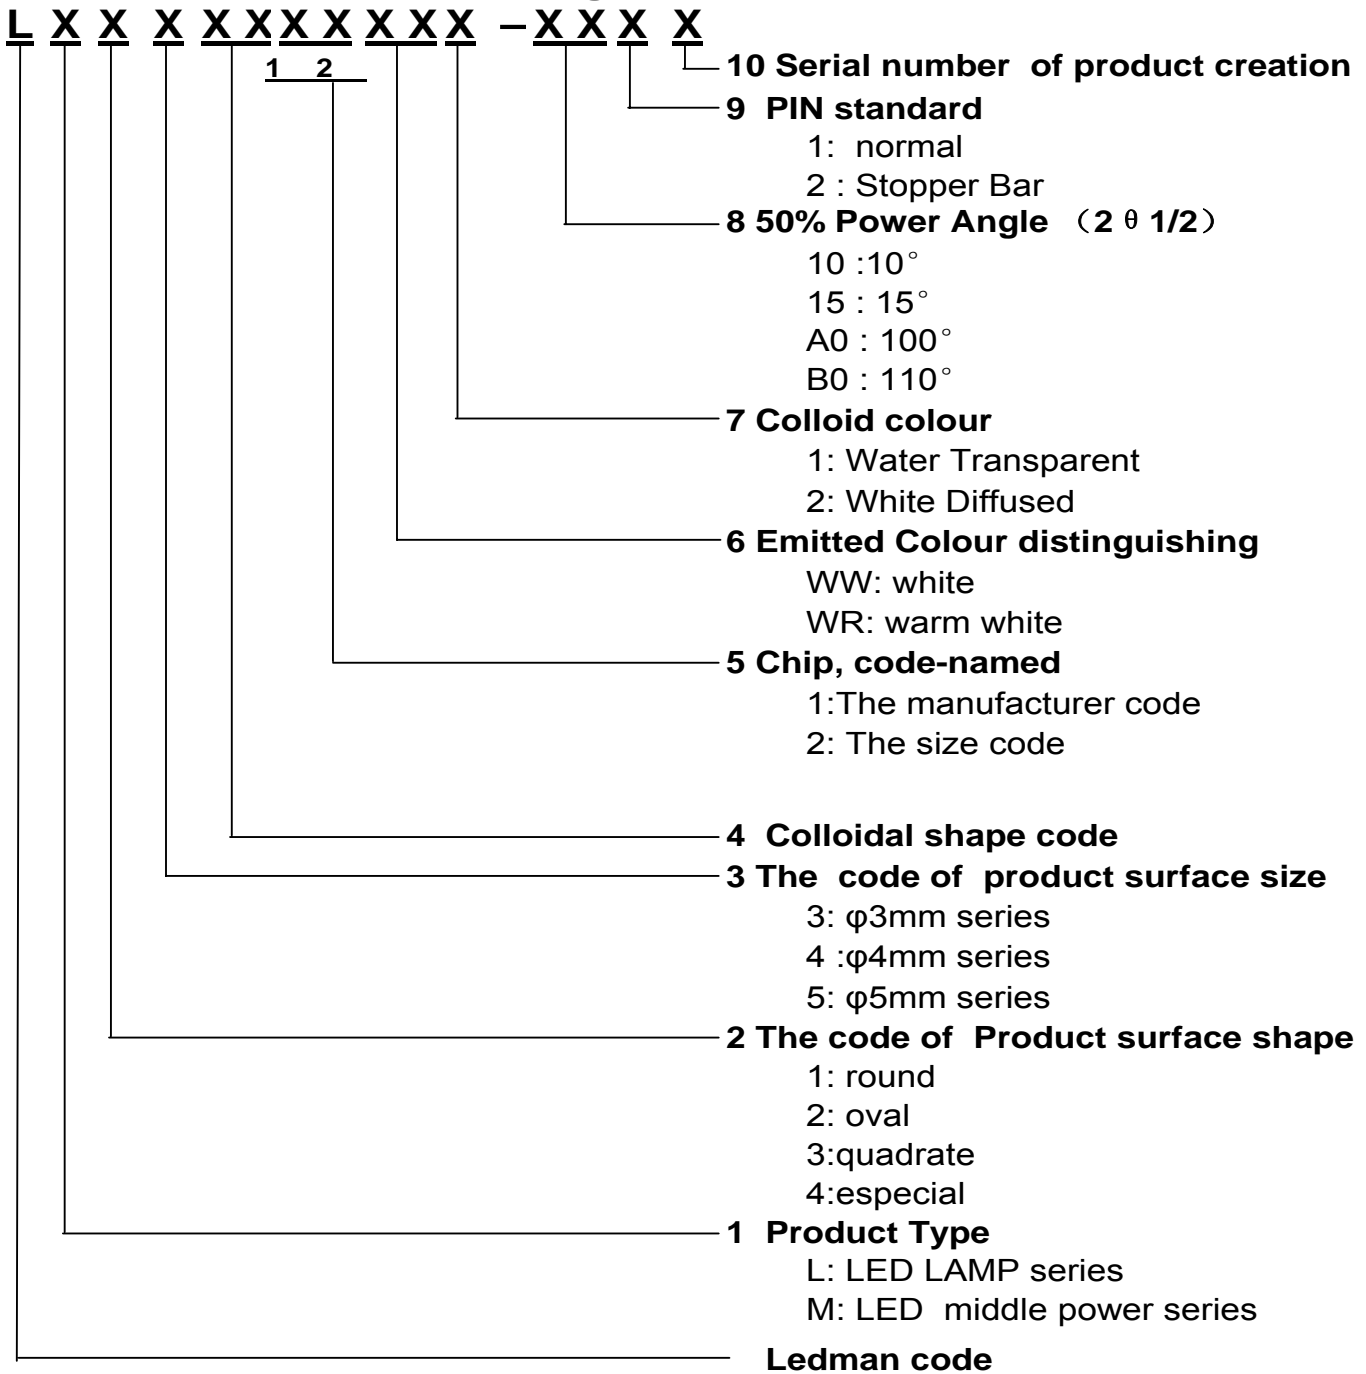 L X X X X X X X X X X – X X X X
1 2
10 Serial number of product creation
9 PIN standard
1: normal
2 : Stopper Bar
8 50% Power Angle （2 θ 1/2）
10 :10°
15 : 15°
A0 : 100°
B0 : 110°
7 Colloid colour
1: Water Transparent
2: White Diffused
6 Emitted Colour distinguishing
WW: white
WR: warm white
5 Chip, code-named
1:The manufacturer code
2: The size code
4 Colloidal shape code
3 The code of product surface size
3: φ3mm series
4 :φ4mm series
5: φ5mm series
2 The code of Product surface shape
1: round
2: oval
3:quadrate
4:especial
1 Product Type
L: LED LAMP series
M: LED middle power series
Ledman code